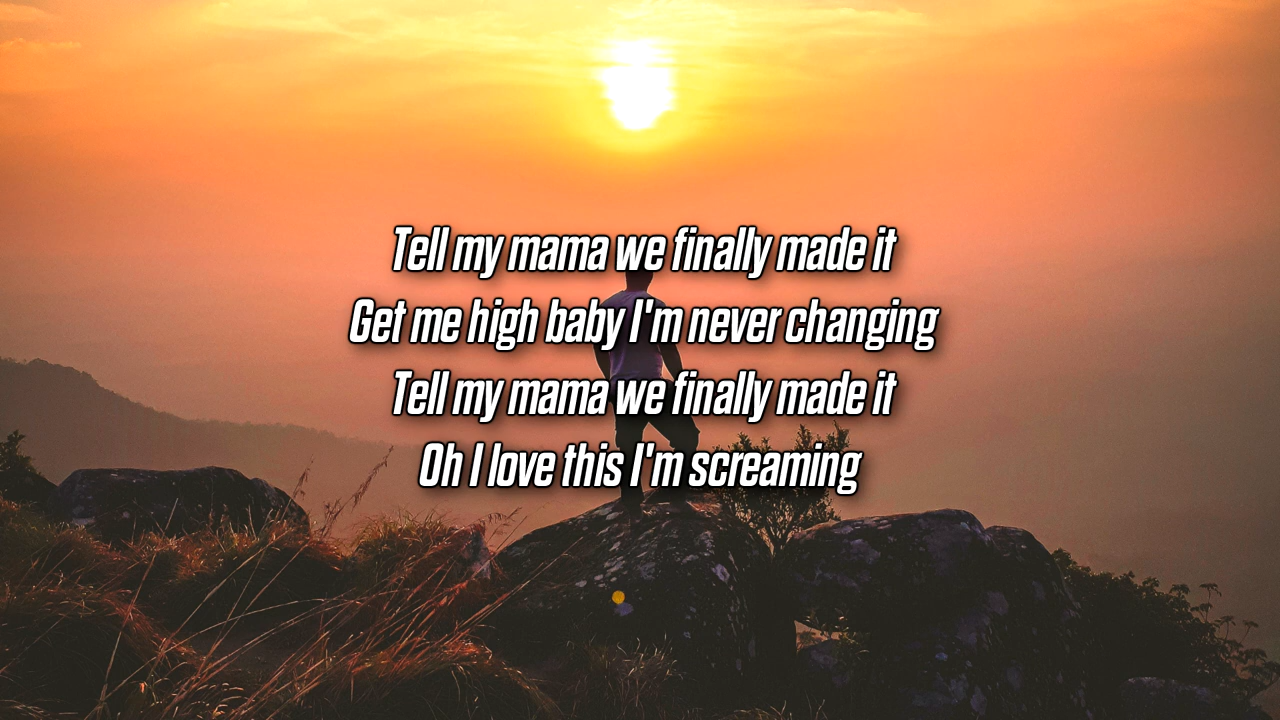 Tell my mama we finally made it
Get me high baby I'm never changing
Tell my mama we finally made it
Oh I love this I'm screaming